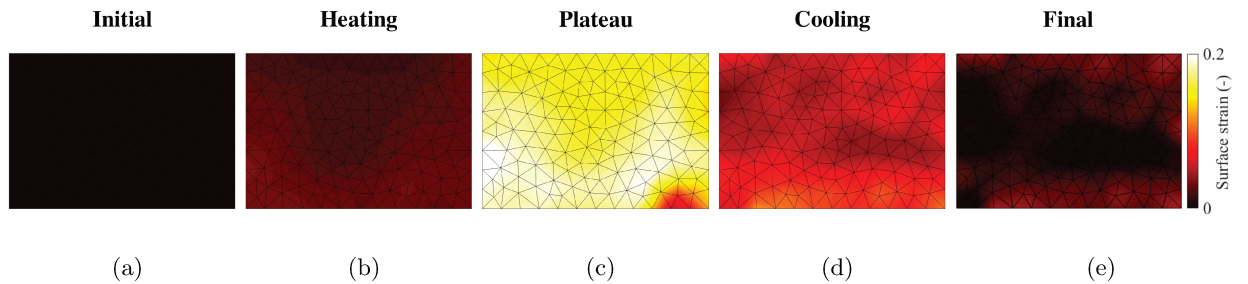 Initial
Heating
Plateau
Cooling
Final
0.2
Surface strain (-)
0
(a)
(b)
(c)
(d)
(e)